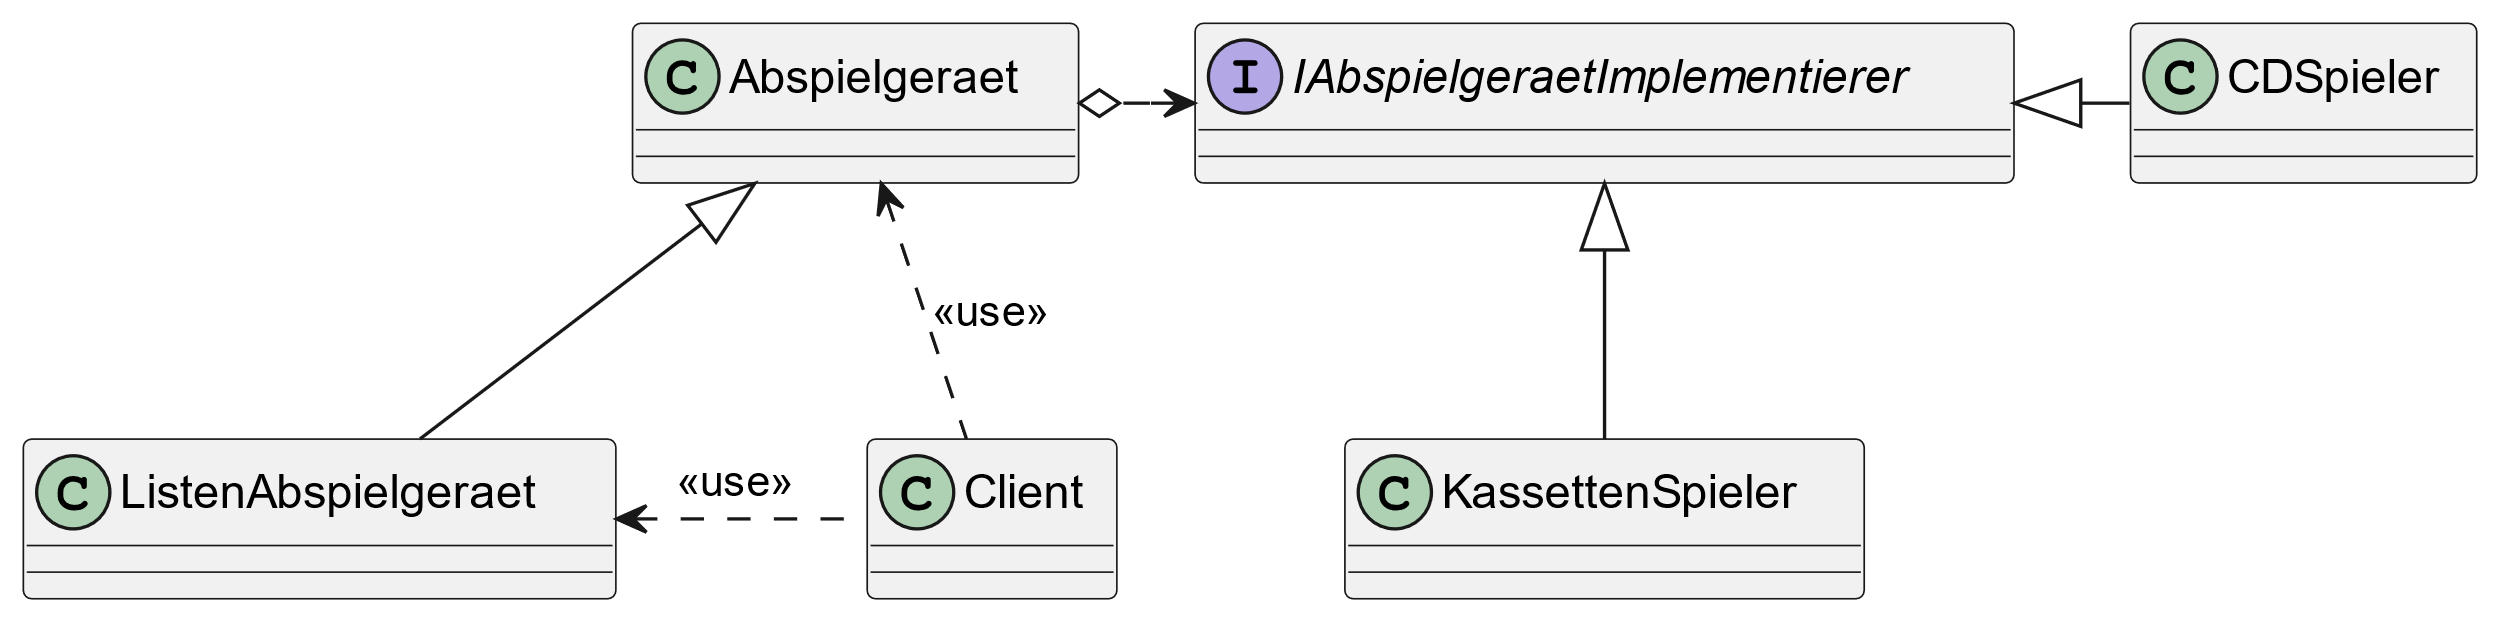 C Abspielgeraet
I IAbspielgeraetImplementierer
C CDSpieler
«use»
C ListenAbspielgeraet
«use»
C Client
C KassettenSpieler